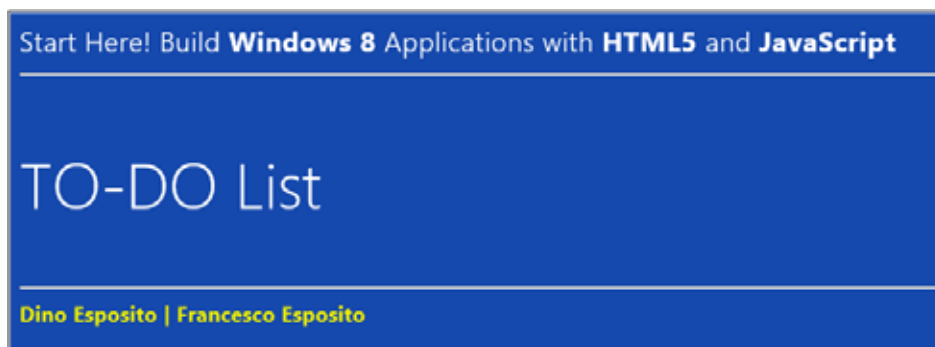 Start Here! Build Windows 8 Applications with HTML5 and JavaScript
TO-DO List
Dino Esposito | Francesco Esposito